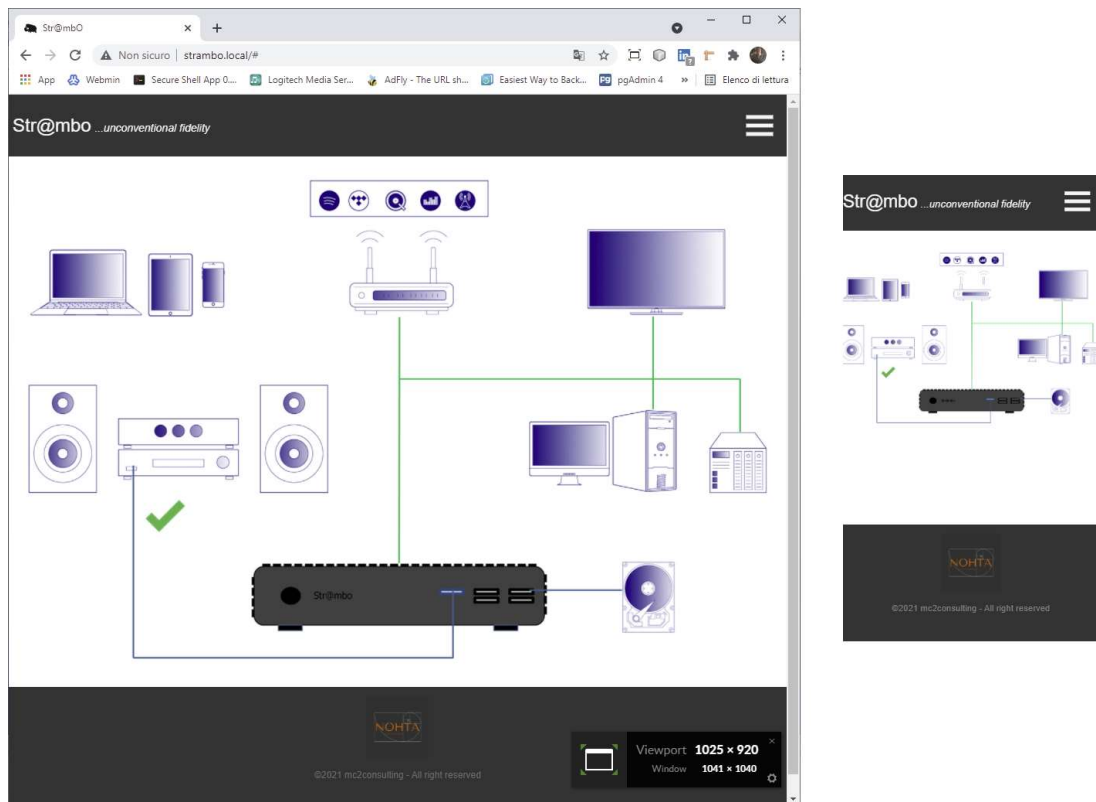 Str@mbO
Non sicuro | strambo.local/#
App Webmin Secure Shell App 0.... Logitech Media Ser... AdFly - The URL sh... Easiest Way to Back... pgAdmin 4 » Elenco di lettura
Str@mbo ...unconventional fidelity
Str@mbo
NOHTA
©2021 mc2consulting - All right reserved
Viewport 1025 × 920
Window 1041 × 1040
Str@mbo ...unconventional fidelity
NOHTA
©2021 mc2consulting - All right reserved